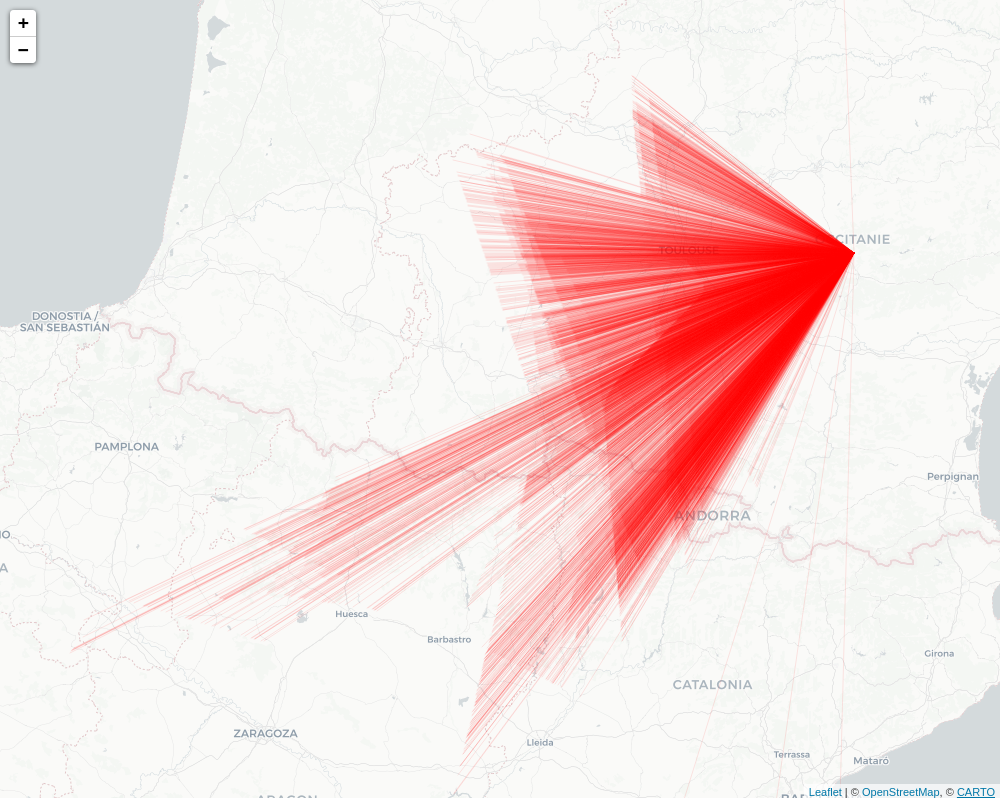 +
−
CITANIE
TOULOUSE
DONOSTIA /
SAN SEBASTIÁN
PAMPLONA
Perpignan
ANDORRA
O
A
Huesca
Barbastro
Girona
CATALONIA
ZARAGOZA
Lleida
Terrassa
Mataró
Leaflet | © OpenStreetMap, © CARTO